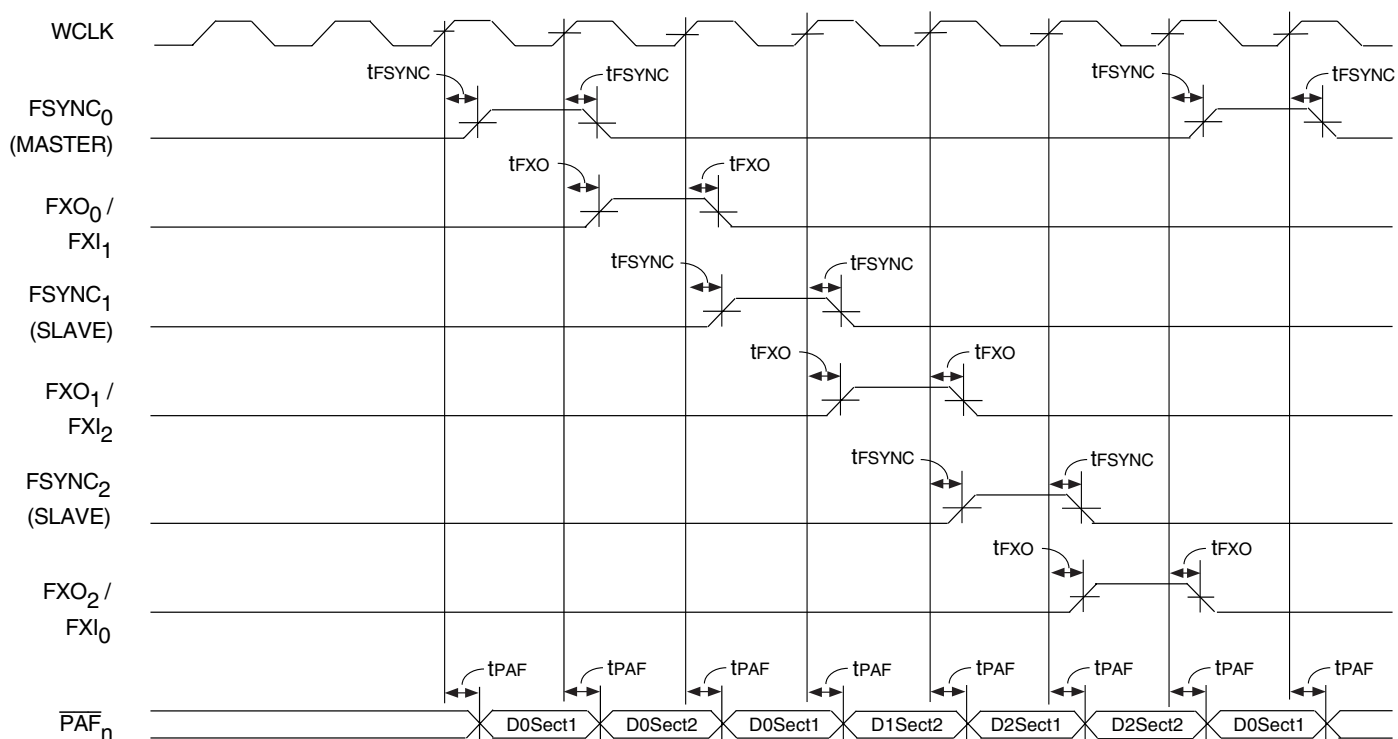 WCLK
tFSYNC tFSYNC tFSYNC tFSYNC
FSYNC0
(MASTER)
tFXO tFXO
FXO0 /
FXI1
tFSYNC tFSYNC
FSYNC1
(SLAVE)
tFXO tFXO
FXO1 /
FXI2
tFSYNC tFSYNC
FSYNC2
(SLAVE)
tFXO tFXO
FXO2 /
FXI0
tPAF tPAF tPAF tPAF tPAF tPAF tPAF tPAF
PAFn D0Sect1 D0Sect2 D0Sect1 D1Sect2 D2Sect1 D2Sect2 D0Sect1